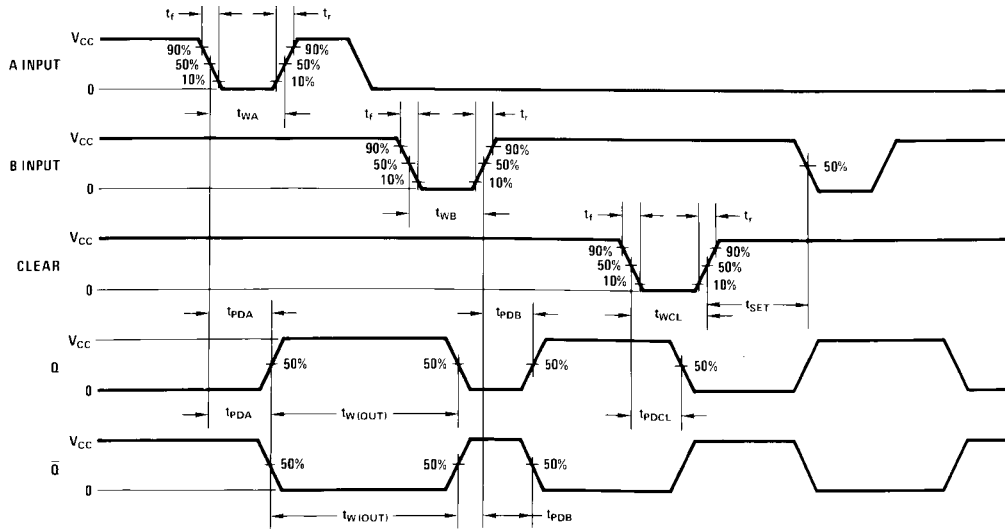 tf tr
VCC
90% 90%
A INPUT 50% 50%
10% 10%
0
tWA tf tr
VCC
90% 90%
B INPUT 50% 50% 50%
10% 10%
0
tWB tf tr
VCC
90% 90%
CLEAR 50% 50%
10% 10%
0
tPDA tPDB tWCL tSET
VCC
Q 50% 50% 50% 50%
0
tPDA tW(OUT) tPDCL
VCC
Q̅ 50% 50% 50%
0
tW(OUT) tPDB